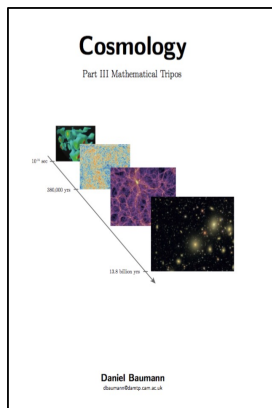 Cosmology
Part III Mathematical Tripos
380,000 yrs
13.8 billion yrs
Daniel Baumann
dbaumann@damtp.cam.ac.uk